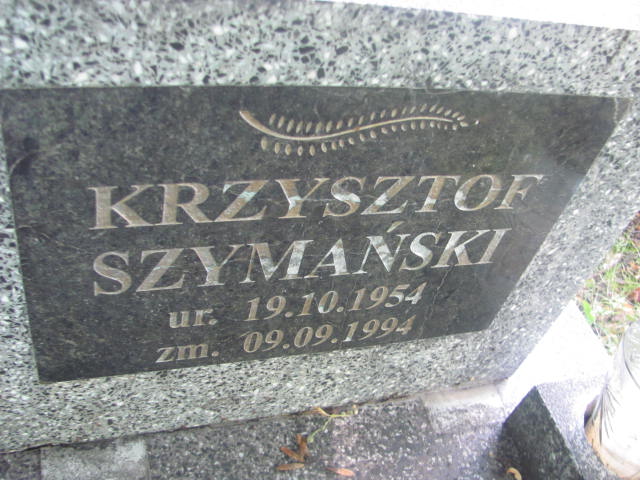 KRZYSZTOF
SZYMAŃSKI
ur. 19.10.1954
zm. 09.09.1994